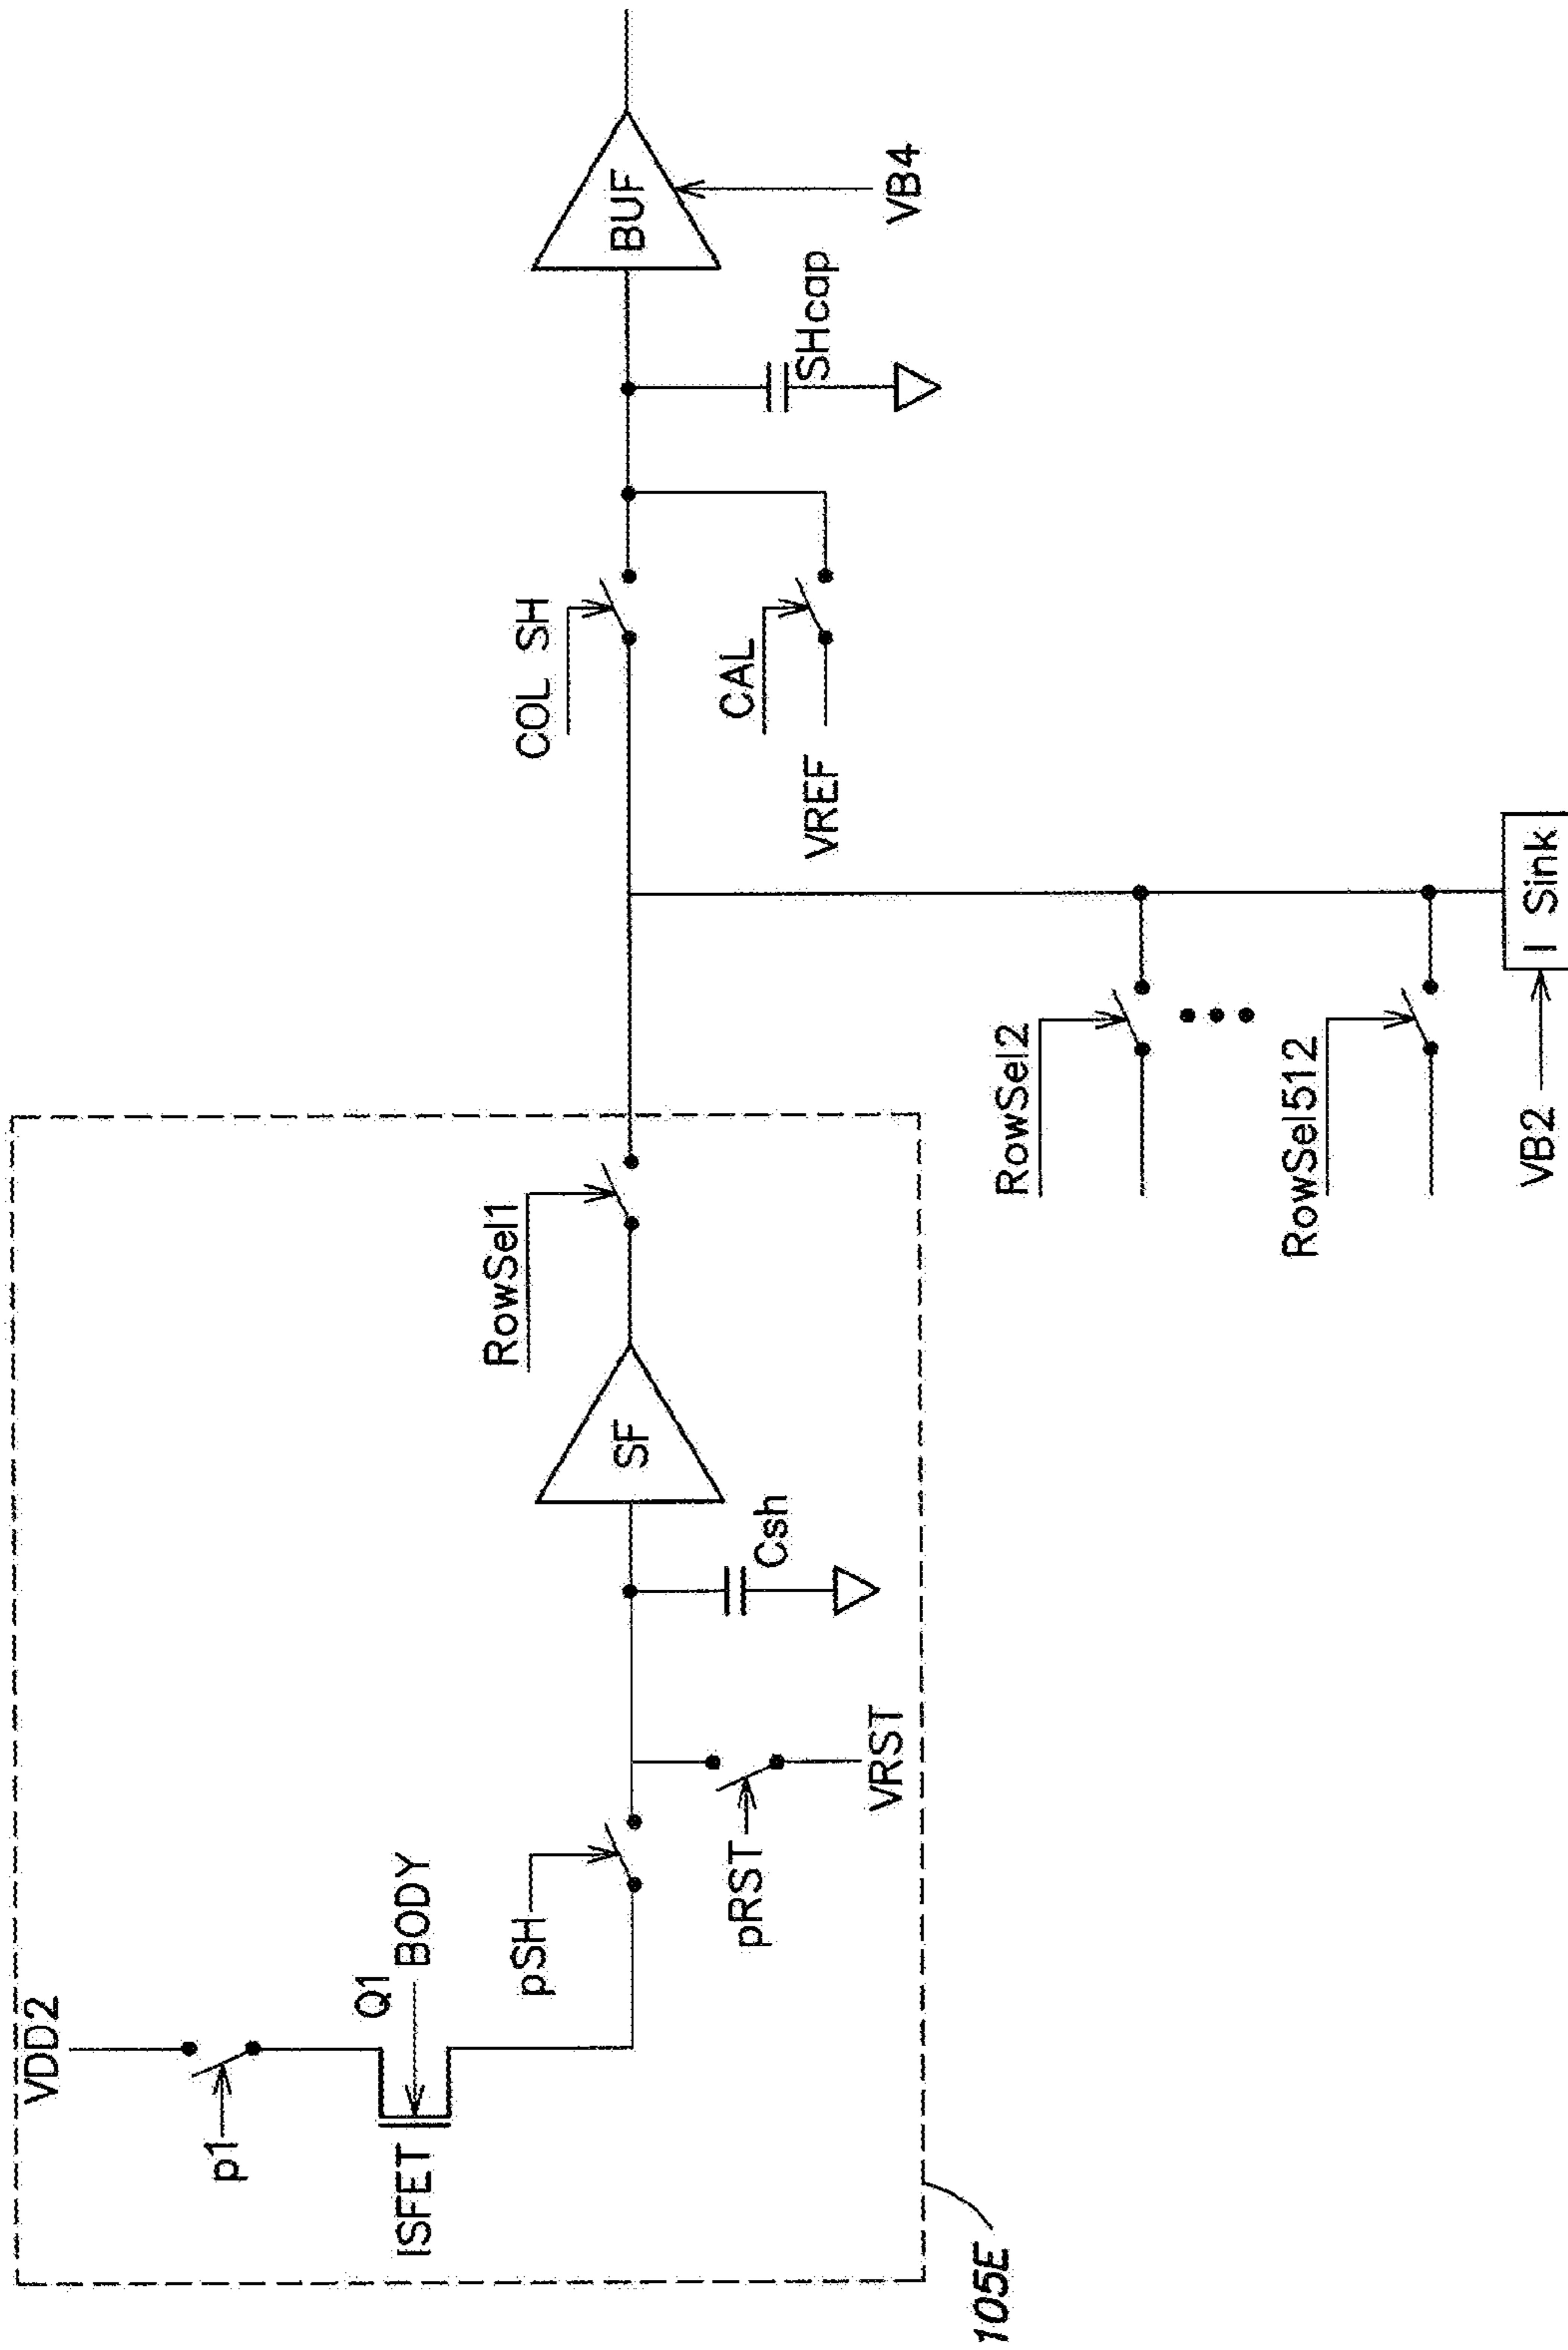 VDD2
p1
Q1
ISFET
BODY
pSH
pRST
VRST
Csh
SF
RowSel1
RowSel2
RowSel512
VB2
I Sink
COL SH
CAL
VREF
SHcap
BUF
VB4
105E